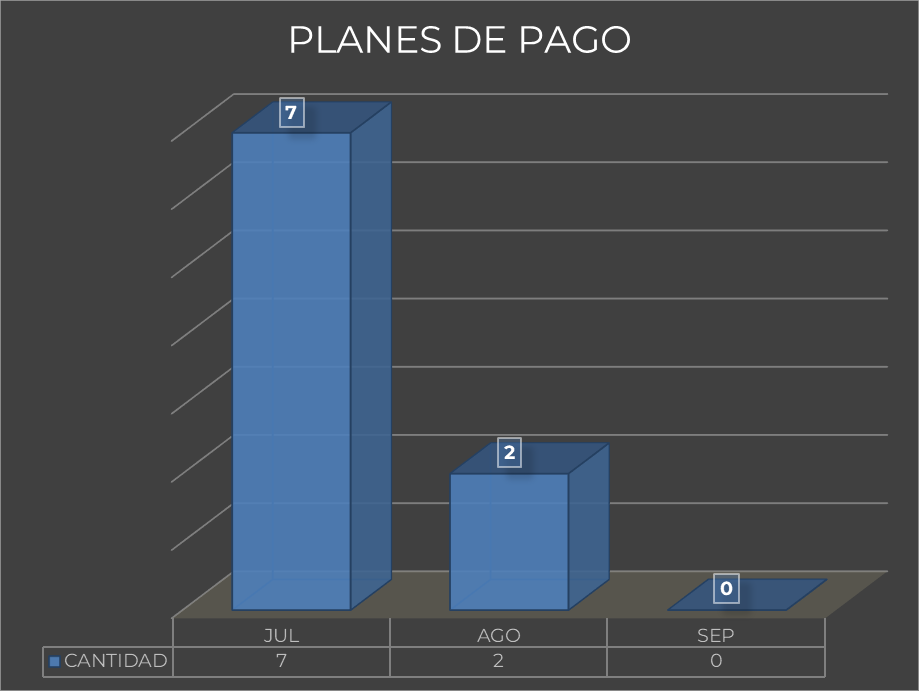 PLANES DE PAGO
7
2
0
JUL AGO SEP
CANTIDAD 7 2 0